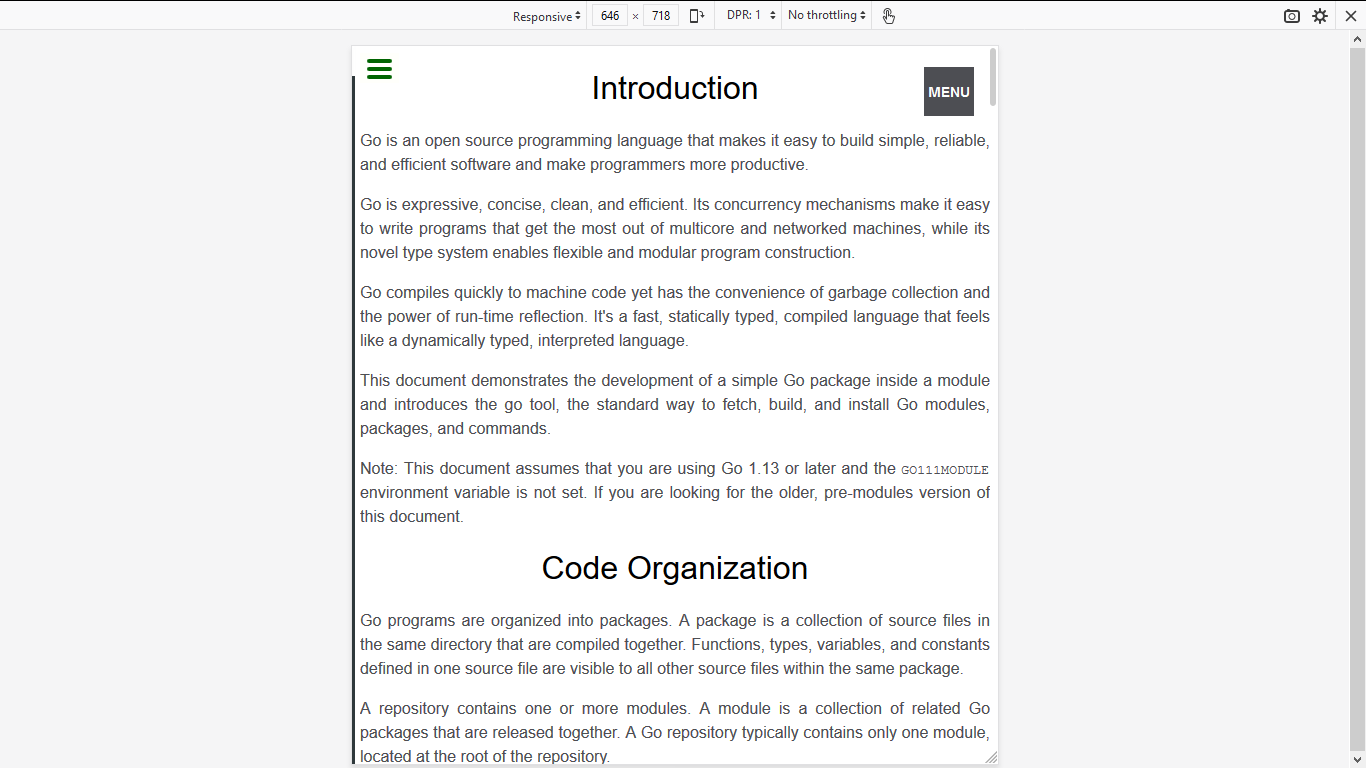 Responsive 646 × 718 DPR: 1 No throttling
Introduction
MENU
Go is an open source programming language that makes it easy to build simple, reliable,
and efficient software and make programmers more productive.
Go is expressive, concise, clean, and efficient. Its concurrency mechanisms make it easy
to write programs that get the most out of multicore and networked machines, while its
novel type system enables flexible and modular program construction.
Go compiles quickly to machine code yet has the convenience of garbage collection and
the power of run-time reflection. It's a fast, statically typed, compiled language that feels
like a dynamically typed, interpreted language.
This document demonstrates the development of a simple Go package inside a module
and introduces the go tool, the standard way to fetch, build, and install Go modules,
packages, and commands.
Note: This document assumes that you are using Go 1.13 or later and the GO111MODULE
environment variable is not set. If you are looking for the older, pre-modules version of
this document.
Code Organization
Go programs are organized into packages. A package is a collection of source files in
the same directory that are compiled together. Functions, types, variables, and constants
defined in one source file are visible to all other source files within the same package.
A repository contains one or more modules. A module is a collection of related Go
packages that are released together. A Go repository typically contains only one module,
located at the root of the repository.